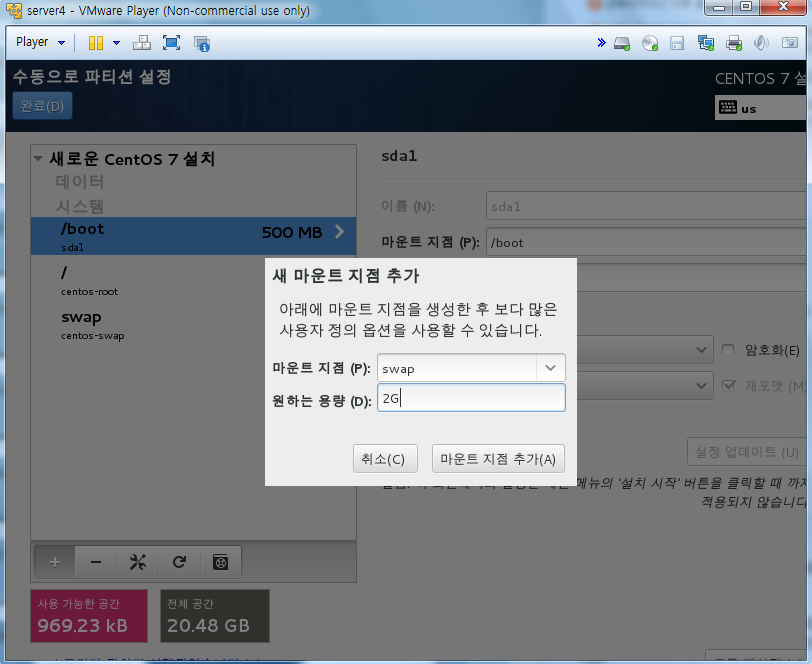 server4 - VMware Player (Non-commercial use only)
Player
수동으로 파티션 설정
CENTOS 7 설
완료(D)
us
새로운 CentOS 7 설치
데이터
시스템
/boot
500 MB
sda1
/
centos-root
swap
centos-swap
sda1
이름 (N):
sda1
마운트 지점 (P):
/boot
암호화(E)
재포맷 (M)
설정 업데이트 (U)
메뉴의 '설치 시작' 버튼을 클릭할 때 까지
적용되지 않습니다
새 마운트 지점 추가
아래에 마운트 지점을 생성한 후 보다 많은
사용자 정의 옵션을 사용할 수 있습니다.
마운트 지점 (P):
swap
원하는 용량 (D):
2G
취소(C)
마운트 지점 추가(A)
사용 가능한 공간
969.23 kB
전체 공간
20.48 GB